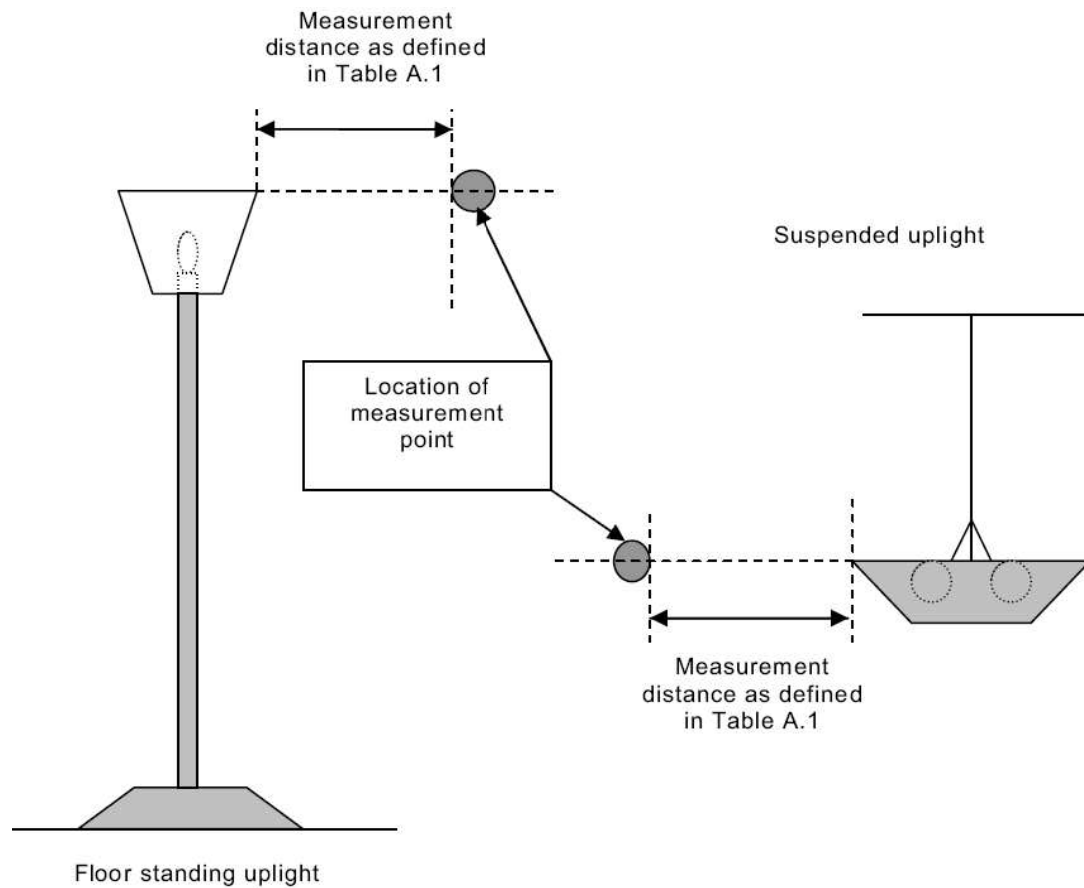 Measurement
distance as defined
in Table A.1
Suspended uplight
Location of
measurement
point
Measurement
distance as defined
in Table A.1
Floor standing uplight